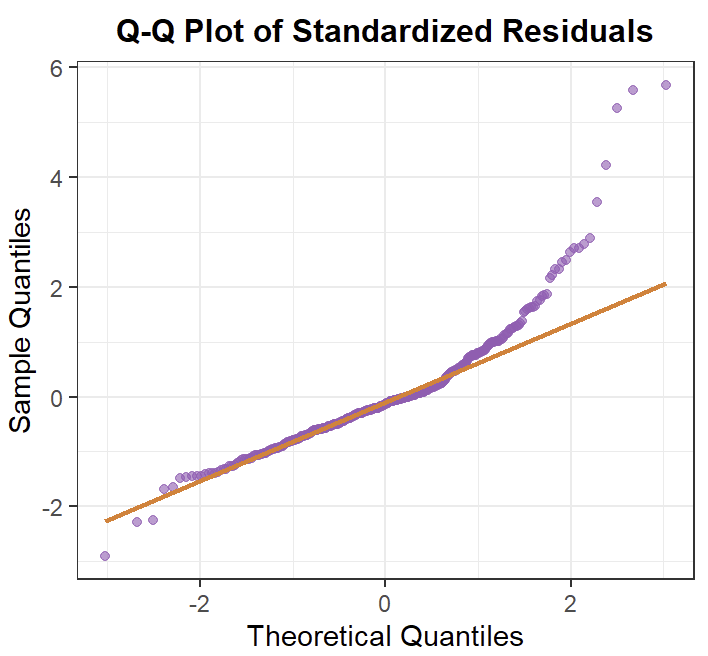 Q-Q Plot of Standardized Residuals
6
4
2
0
-2
Sample Quantiles
-2 0 2
Theoretical Quantiles